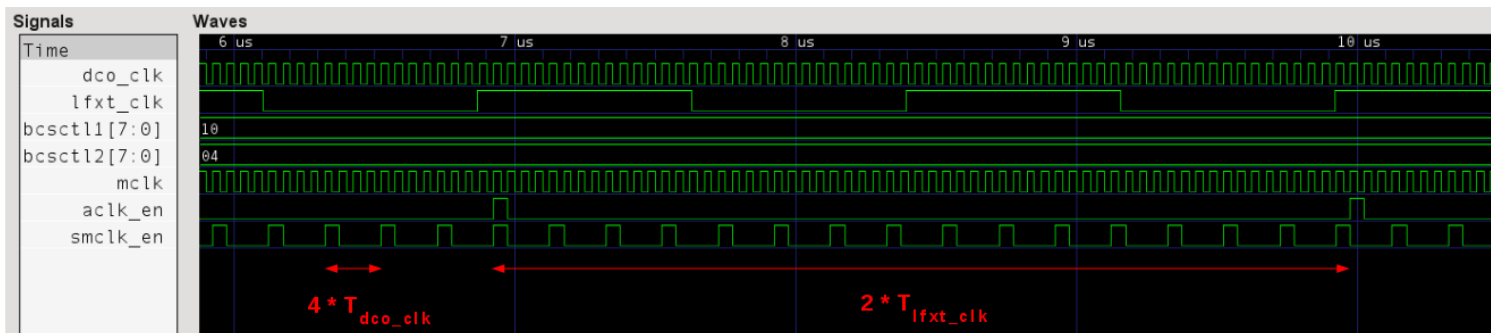 Signals
Waves
Time
6 us 7 us 8 us 9 us 10 us
dco_clk
lfxt_clk
bcsctl1[7:0] 10
bcsctl2[7:0] 04
mclk
aclk_en
smclk_en
4 * Tdco_clk
2 * Tlfxt_clk